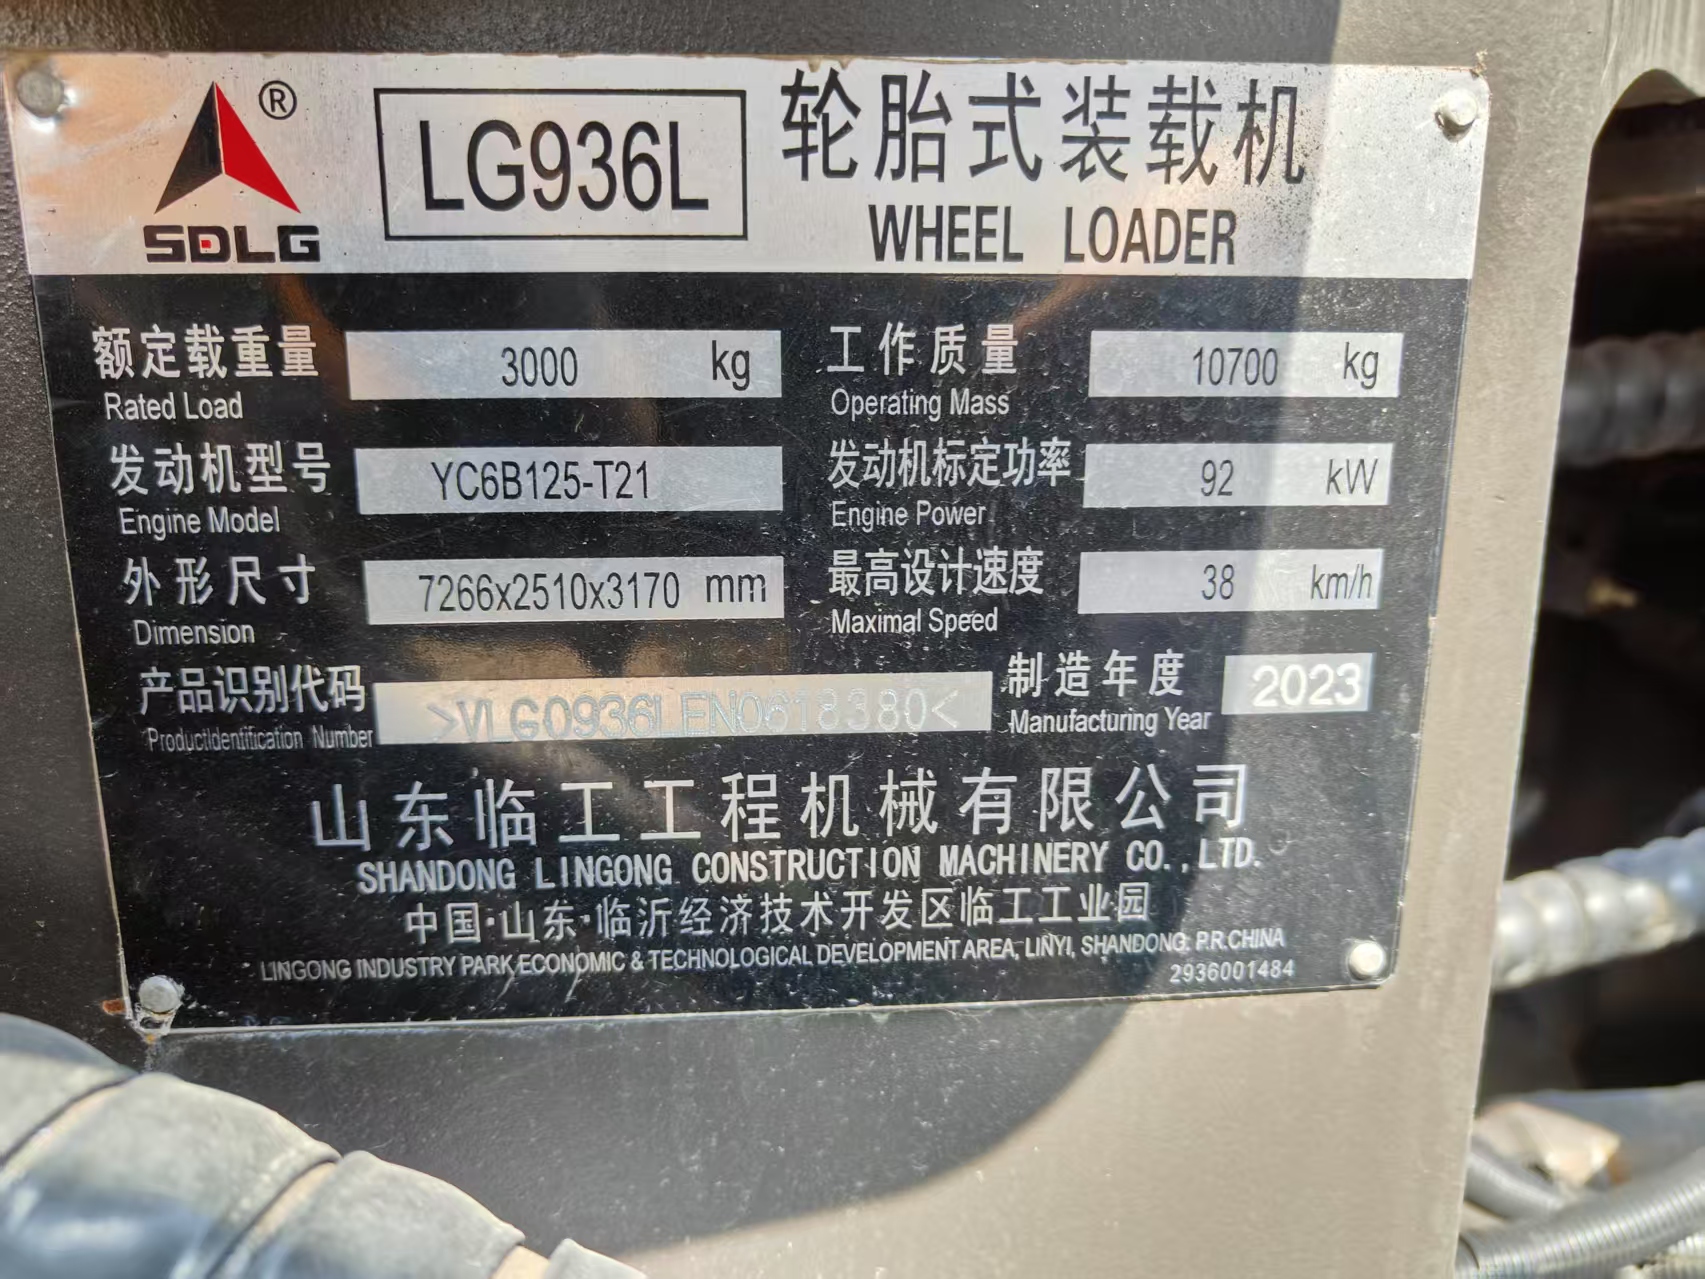 ®
SDLG
LG936L
轮胎式装载机
WHEEL LOADER
额定载重量 3000 kg 工作质量 10700 kg
Rated Load Operating Mass
发动机型号 YC6B125-T21 发动机标定功率 92 kW
Engine Model Engine Power
外形尺寸 7266x2510x3170 mm 最高设计速度 38 km/h
Dimension Maximal Speed
产品识别代码 >VLG0936LEN0618380< 制造年度 2023
ProductIdentification Number Manufacturing Year
山东临工工程机械有限公司
SHANDONG LINGONG CONSTRUCTION MACHINERY CO.,LTD.
中国·山东·临沂经济技术开发区临工工业园
LINGONG INDUSTRY PARK,ECONOMIC & TECHNOLOGICAL DEVELOPMENT AREA, LINYI, SHANDONG, P.R.CHINA
2936001484